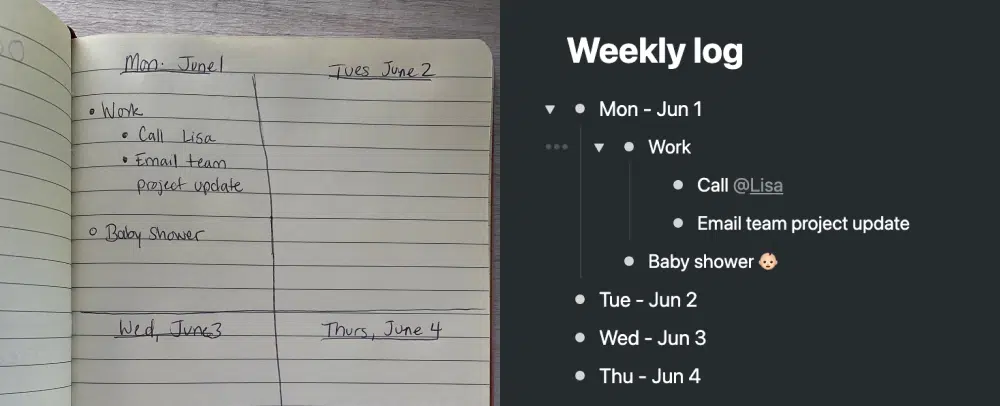 Mon. June 1
Tues June 2
• Work
• Call Lisa
• Email team
project update
○ Baby Shower
Wed, June 3
Thurs, June 4
Weekly log
Mon - Jun 1
Work
Call @Lisa
Email team project update
Baby shower 👶🏻
Tue - Jun 2
Wed - Jun 3
Thu - Jun 4